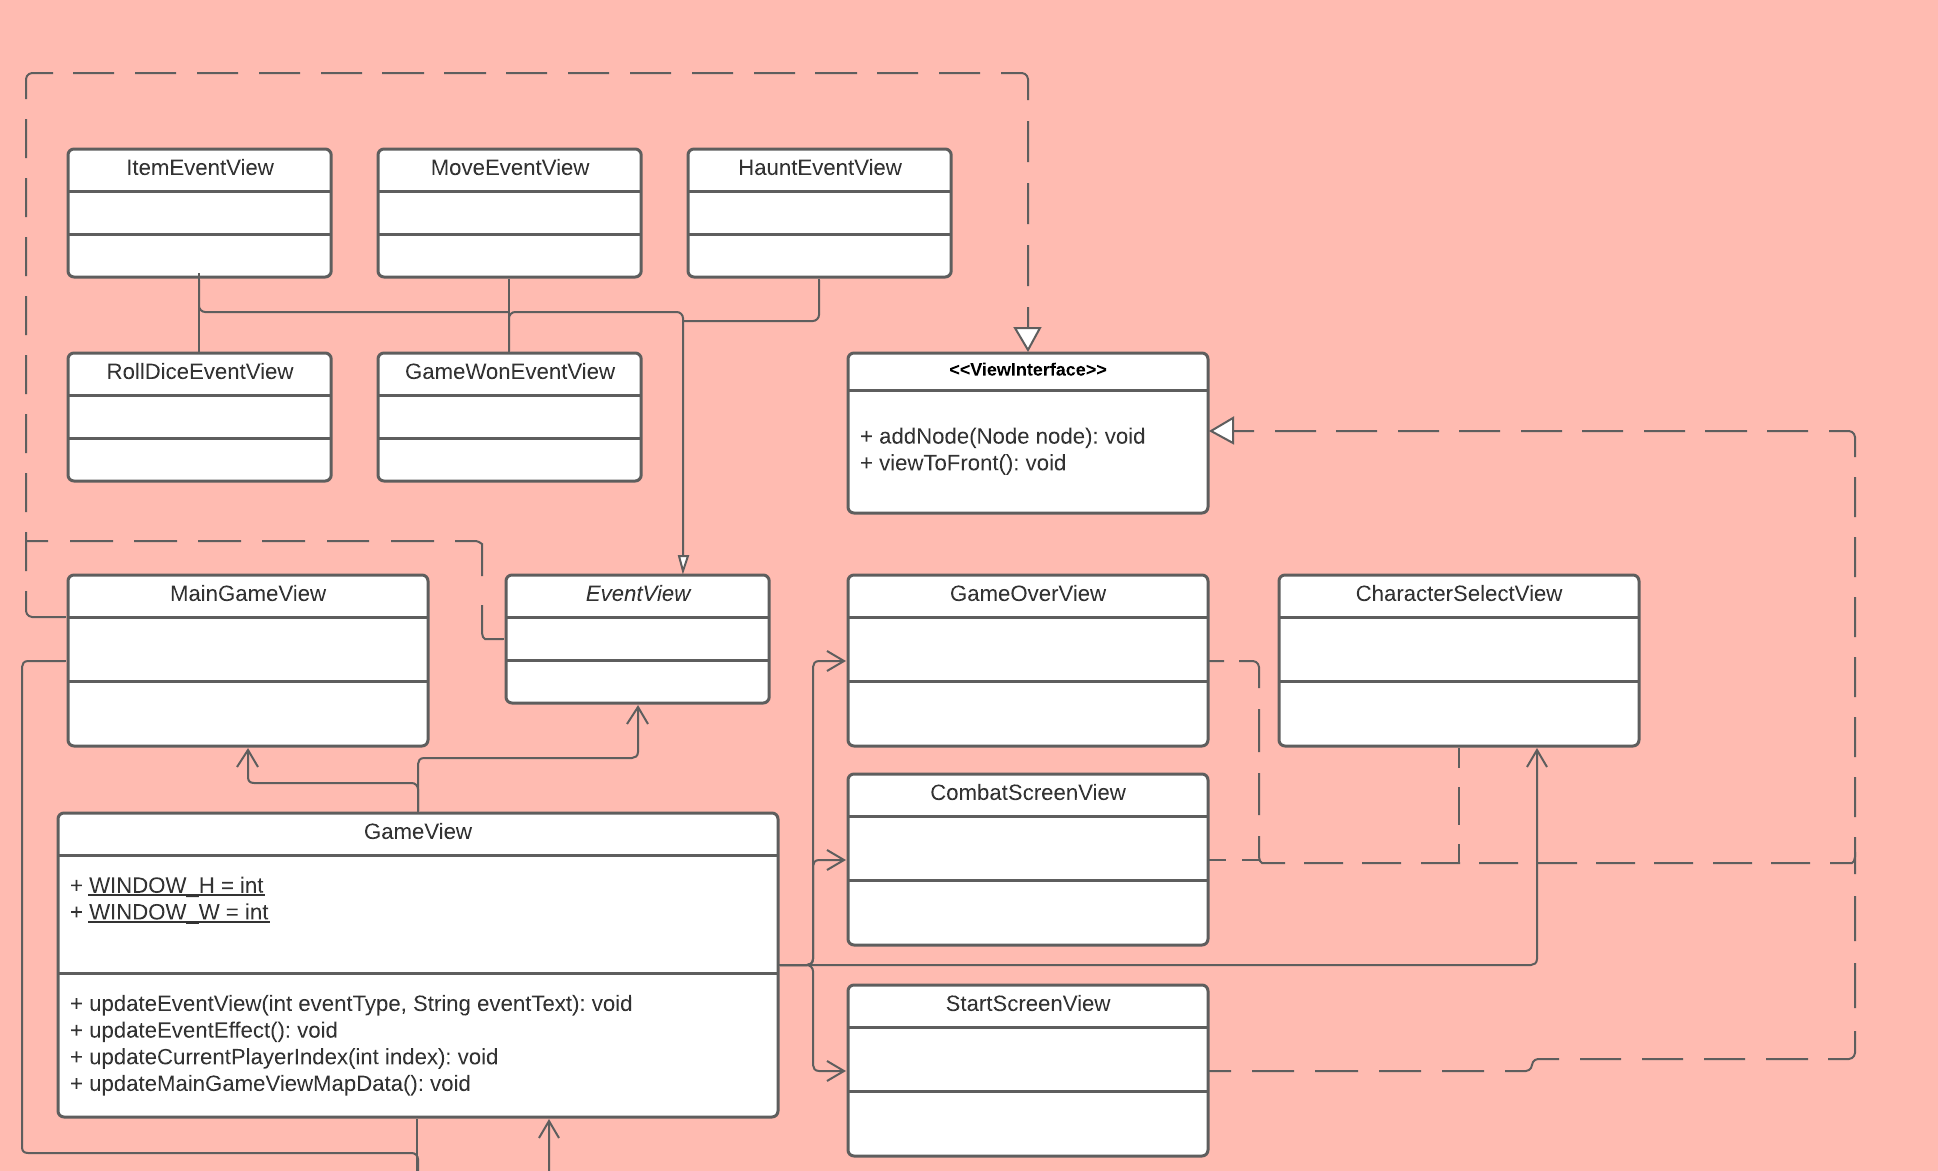 ItemEventView
MoveEventView
HauntEventView
RollDiceEventView
GameWonEventView
<<ViewInterface>>
+ addNode(Node node): void
+ viewToFront(): void
MainGameView
EventView
GameOverView
CharacterSelectView
CombatScreenView
GameView
+ WINDOW_H = int
+ WINDOW_W = int
+ updateEventView(int eventType, String eventText): void
+ updateEventEffect(): void
+ updateCurrentPlayerIndex(int index): void
+ updateMainGameViewMapData(): void
StartScreenView